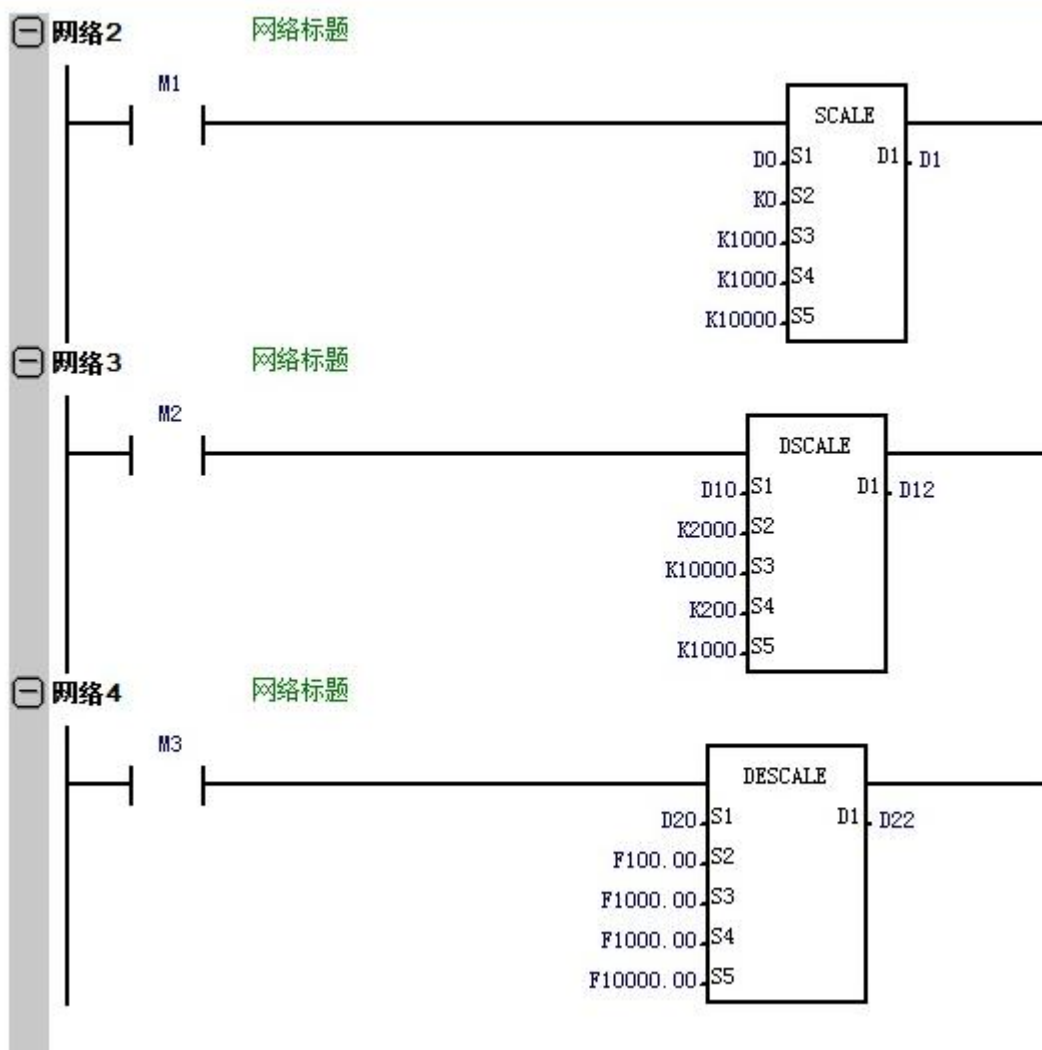 网络2 网络标题
M1
SCALE
D0 S1 D1 D1
K0 S2
K1000 S3
K1000 S4
K10000 S5
网络3 网络标题
M2
DSCALE
D10 S1 D1 D12
K2000 S2
K10000 S3
K200 S4
K1000 S5
网络4 网络标题
M3
DESCALE
D20 S1 D1 D22
F100.00 S2
F1000.00 S3
F1000.00 S4
F10000.00 S5